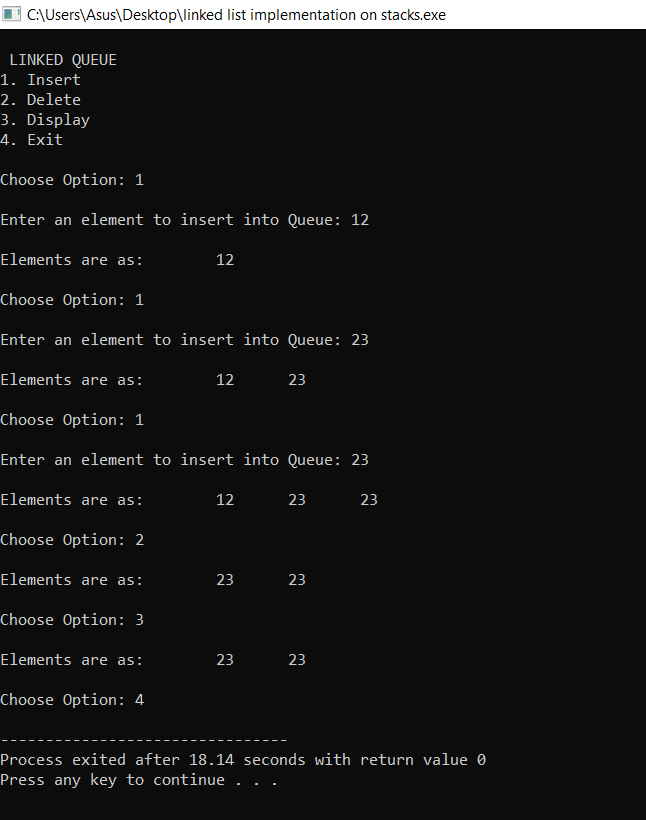 C:\Users\Asus\Desktop\linked list implementation on stacks.exe
LINKED QUEUE
1. Insert
2. Delete
3. Display
4. Exit
Choose Option: 1
Enter an element to insert into Queue: 12
Elements are as:        12
Choose Option: 1
Enter an element to insert into Queue: 23
Elements are as:        12      23
Choose Option: 1
Enter an element to insert into Queue: 23
Elements are as:        12      23      23
Choose Option: 2
Elements are as:        23      23
Choose Option: 3
Elements are as:        23      23
Choose Option: 4
--------------------------------
Process exited after 18.14 seconds with return value 0
Press any key to continue . . .